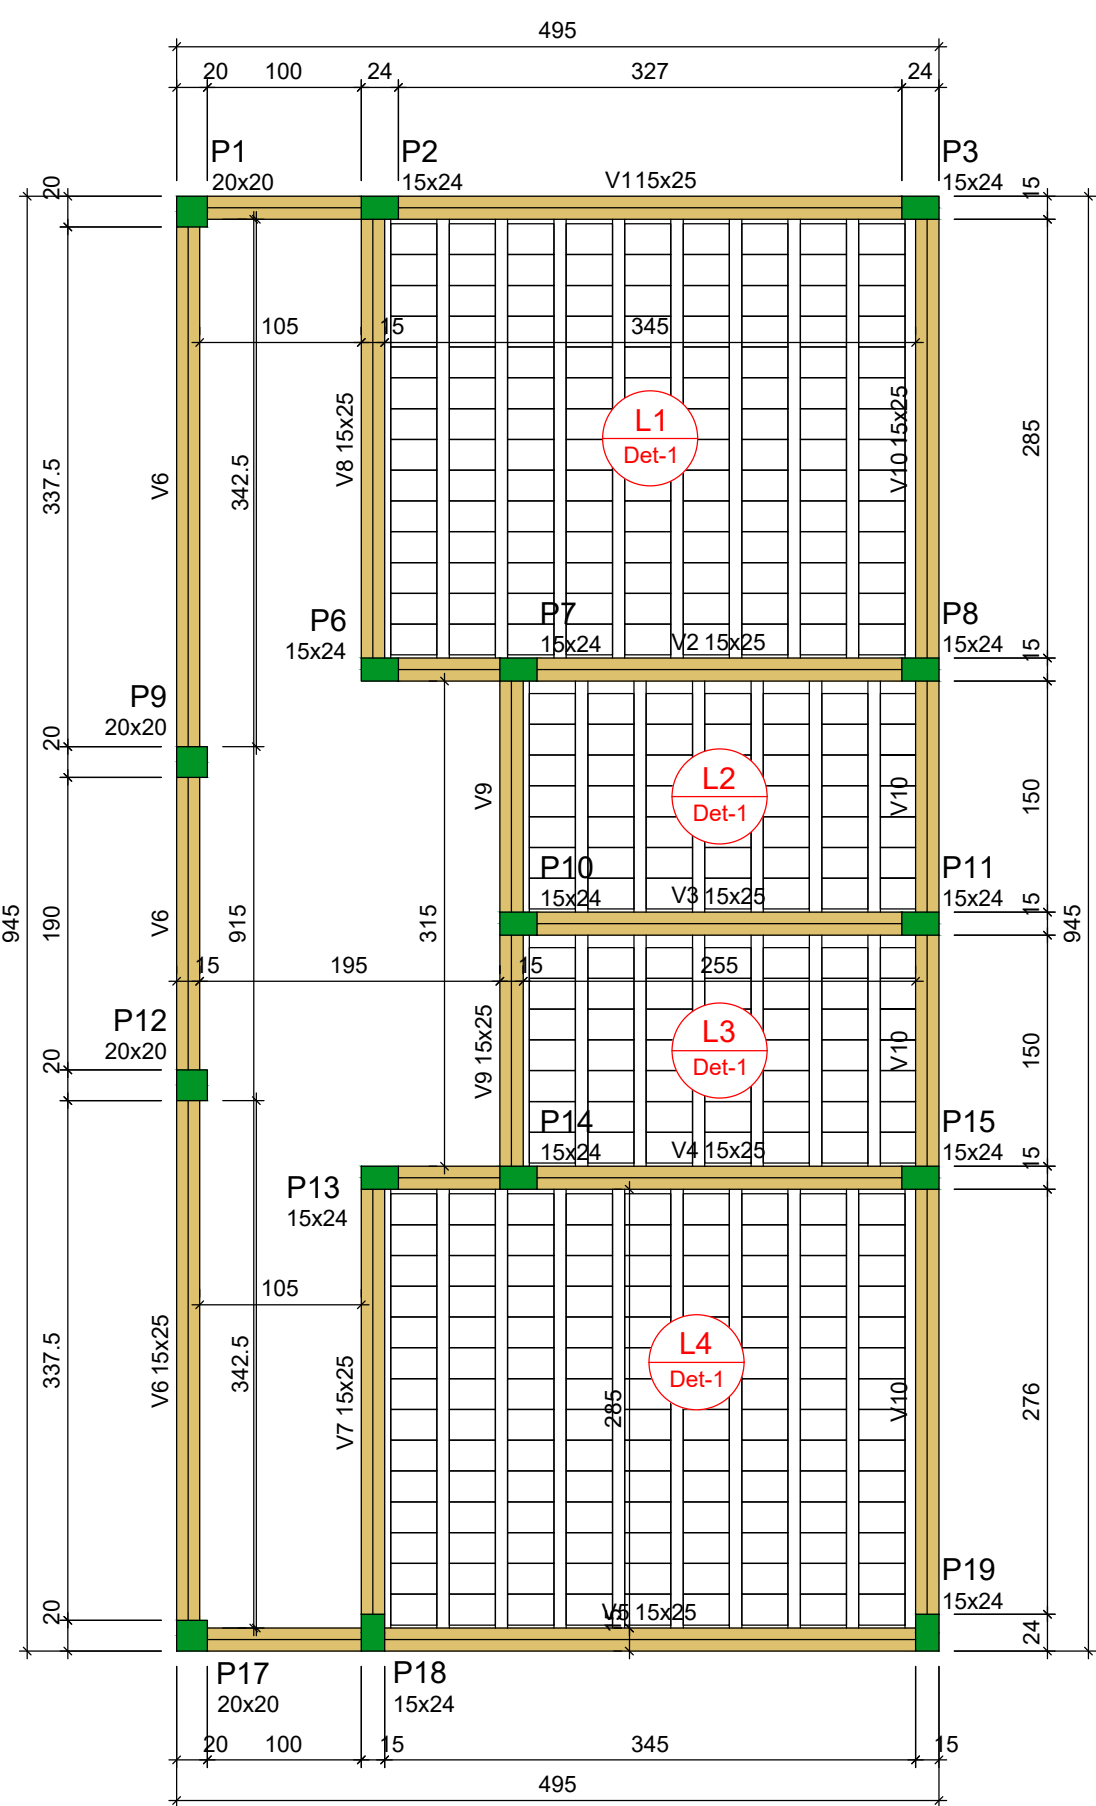 495
20 100 24 327 24
P1
20x20
P2
15x24
V1 15x25
P3
15x24
20
15
105
15
345
337.5
V6
342.5
V8 15x25
L1
Det-1
V10 15x25
285
P6
15x24
P7
15x24
V2 15x25
P8
15x24
15
P9
20x20
20
V9
L2
Det-1
V10
150
P10
15x24
V3 15x25
P11
15x24
15
945
190
V6
915
315
945
15
195
15
255
P12
20x20
20
V9 15x25
L3
Det-1
V10
150
P14
15x24
V4 15x25
P15
15x24
15
P13
15x24
105
337.5
V6 15x25
342.5
V7 15x25
L4
Det-1
285
V10
276
P19
15x24
20
15
V5 15x25
24
P17
20x20
P18
15x24
20 100 15 345 15
495